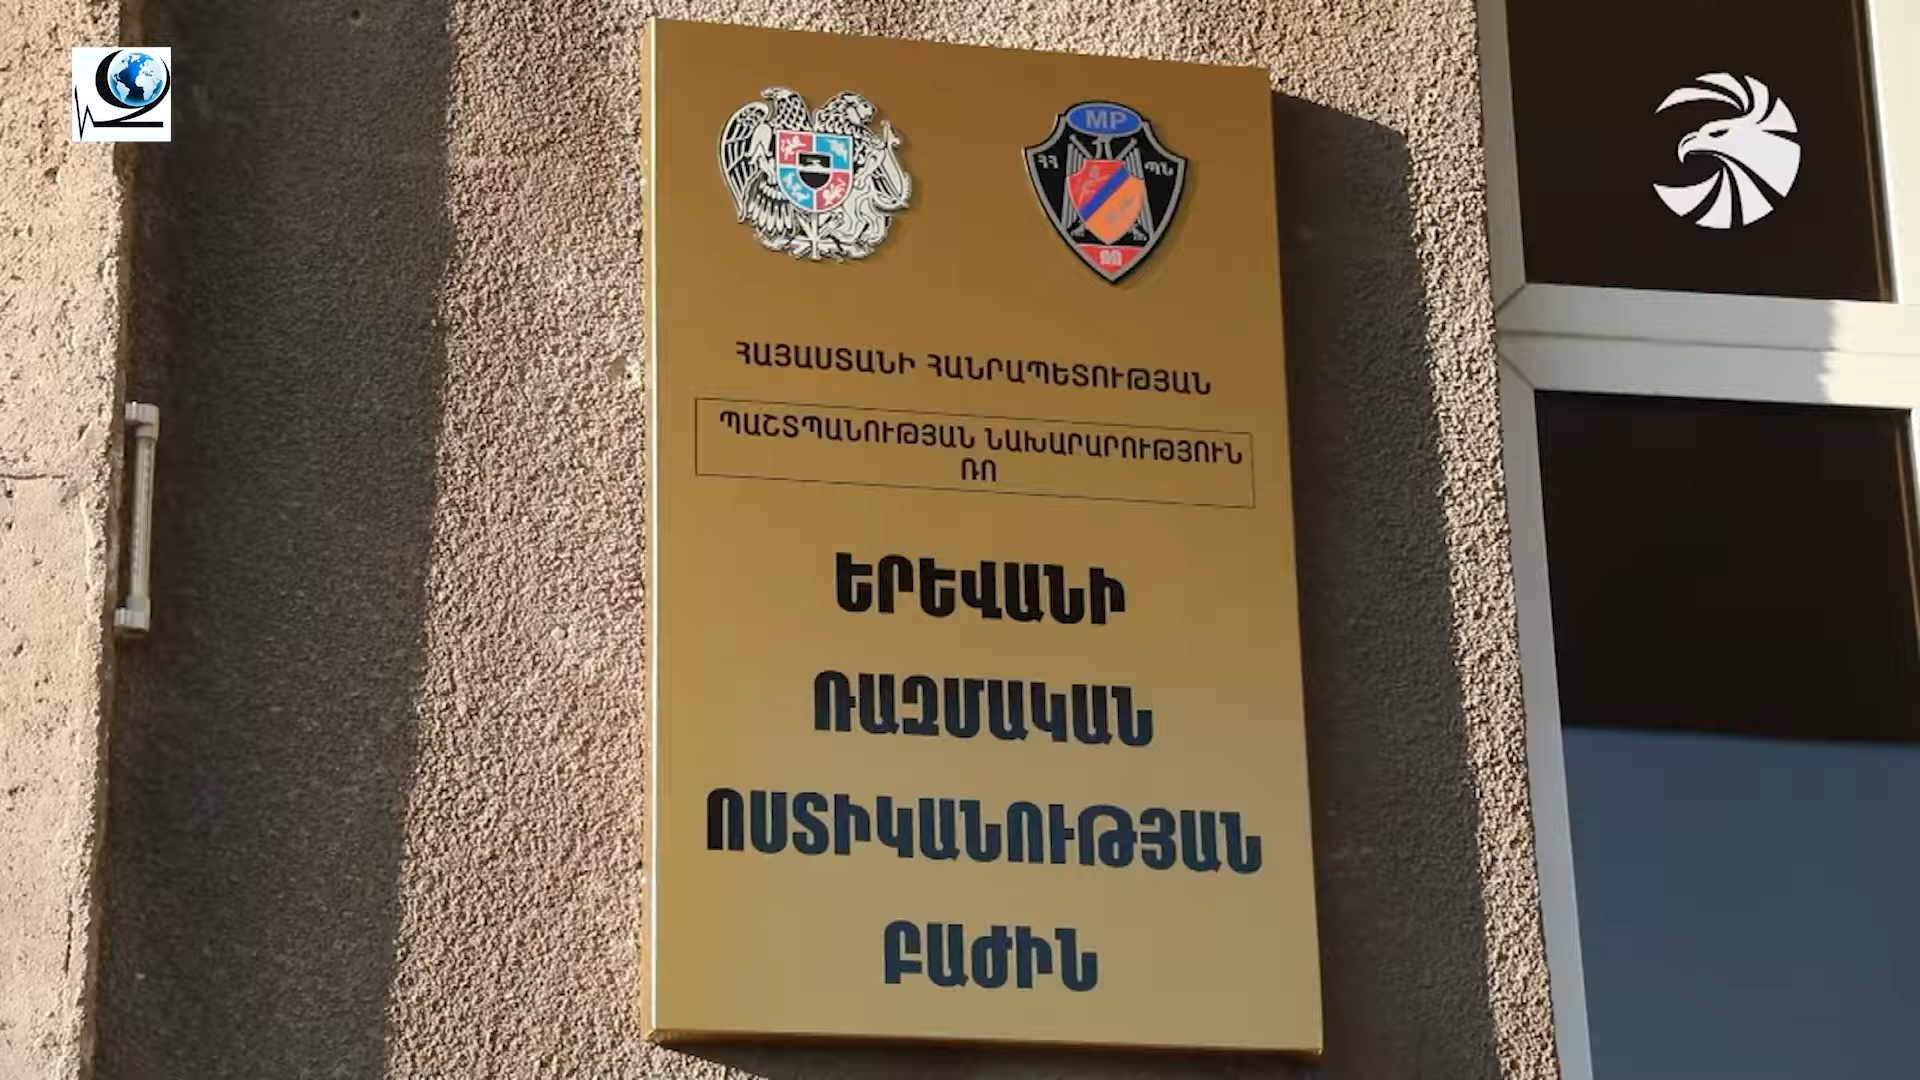 MP
ՀՀ ՊՆ
ՌՈ
ՀԱՅԱՍՏԱՆԻ ՀԱՆՐԱՊԵՏՈՒԹՅԱՆ
ՊԱՇՏՊԱՆՈՒԹՅԱՆ ՆԱԽԱՐԱՐՈՒԹՅՈՒՆ
ՌՈ
ԵՐԵՎԱՆԻ
ՌԱԶՄԱԿԱՆ
ՈՍՏԻԿԱՆՈՒԹՅԱՆ
ԲԱԺԻՆ